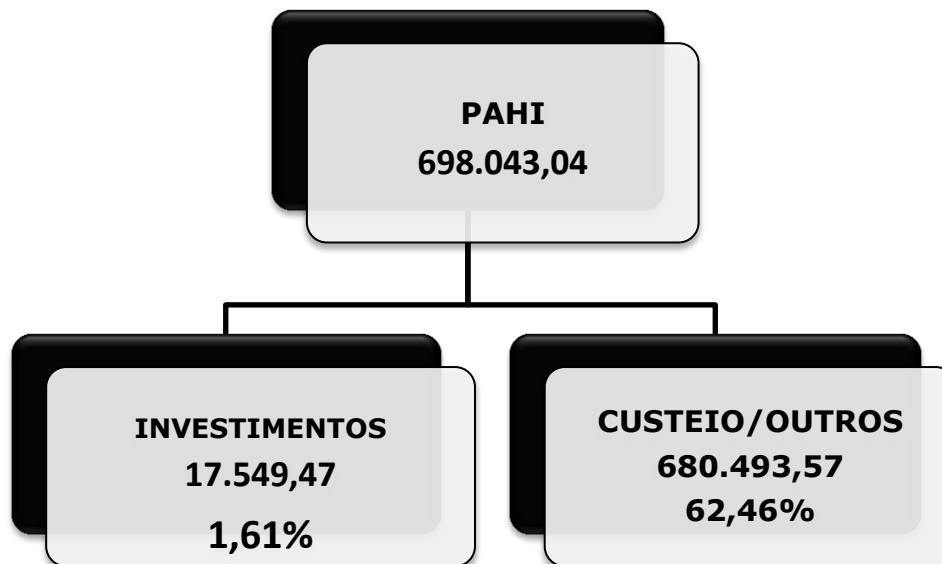 PAHI
698.043,04
INVESTIMENTOS
17.549,47
1,61%
CUSTEIO/OUTROS
680.493,57
62,46%